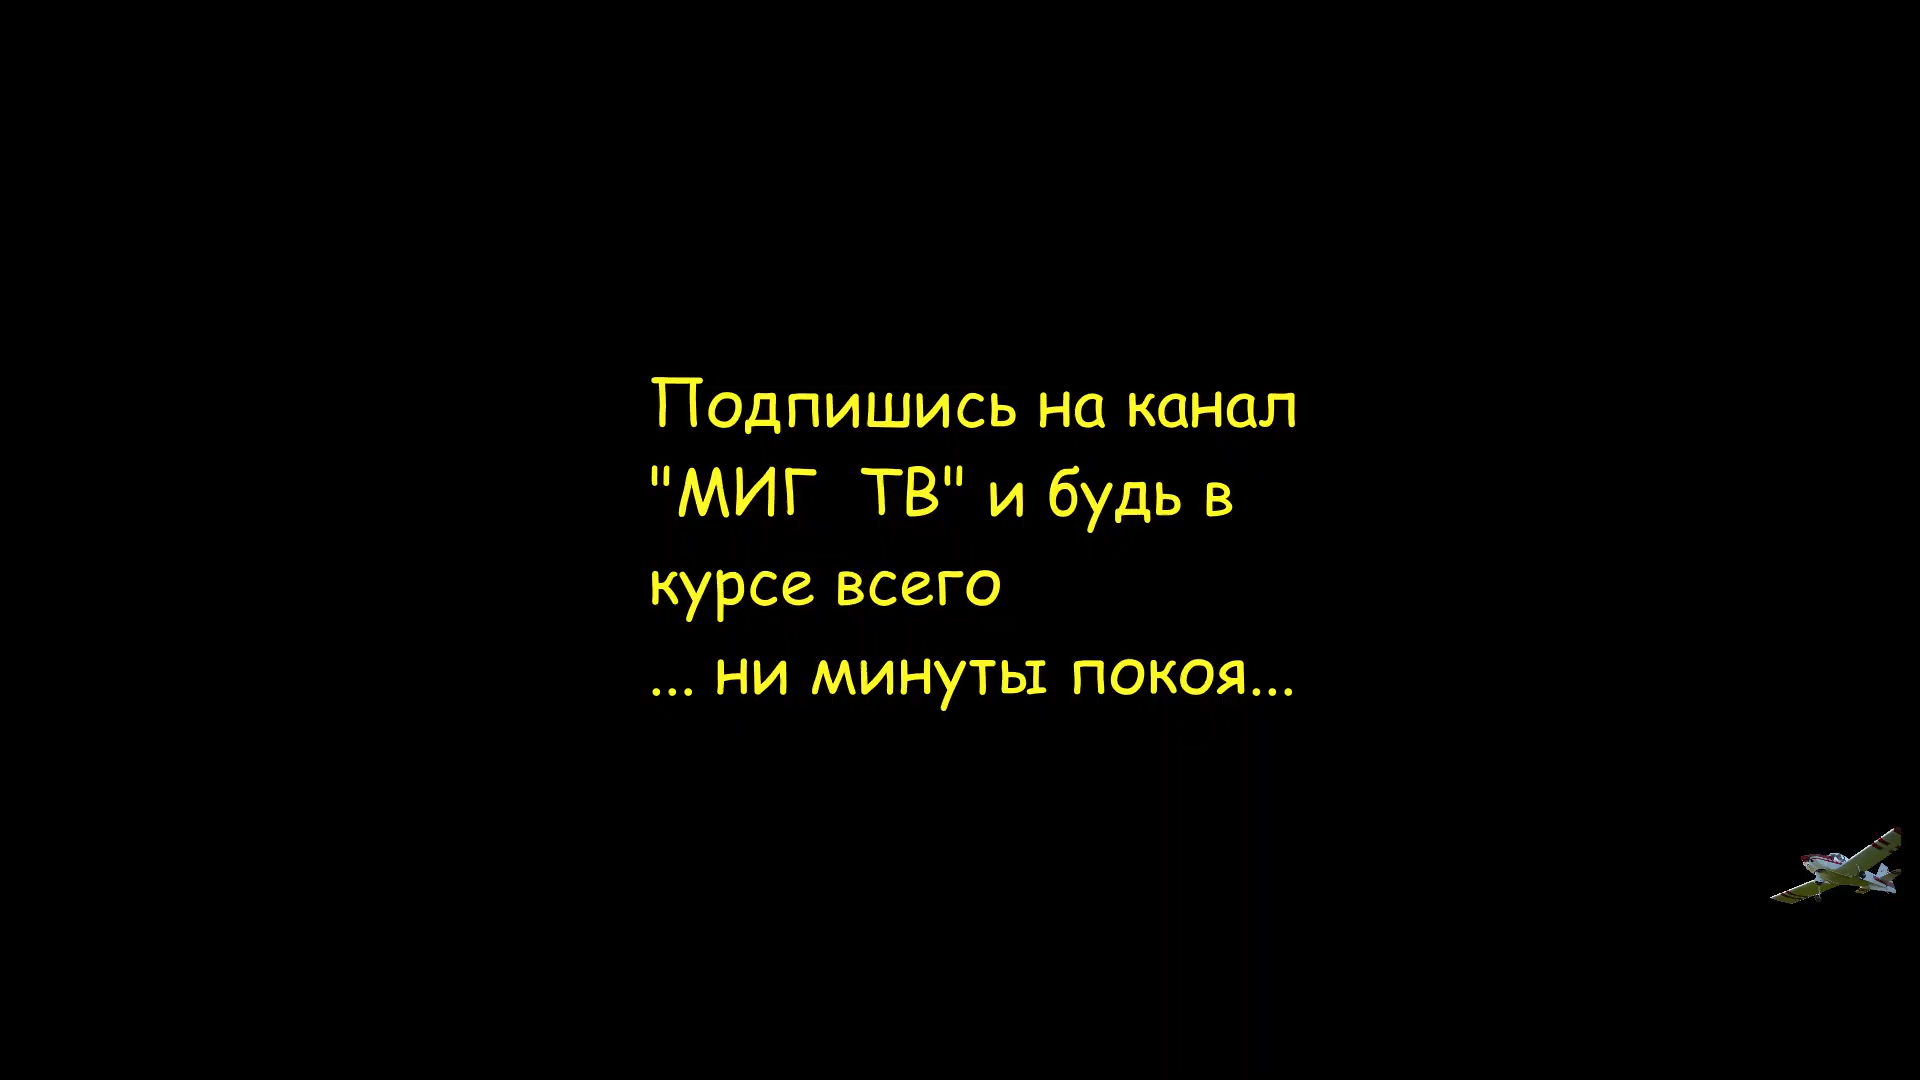 Подпишись на канал
"МИГ  ТВ" и будь в
курсе всего
... ни минуты покоя...